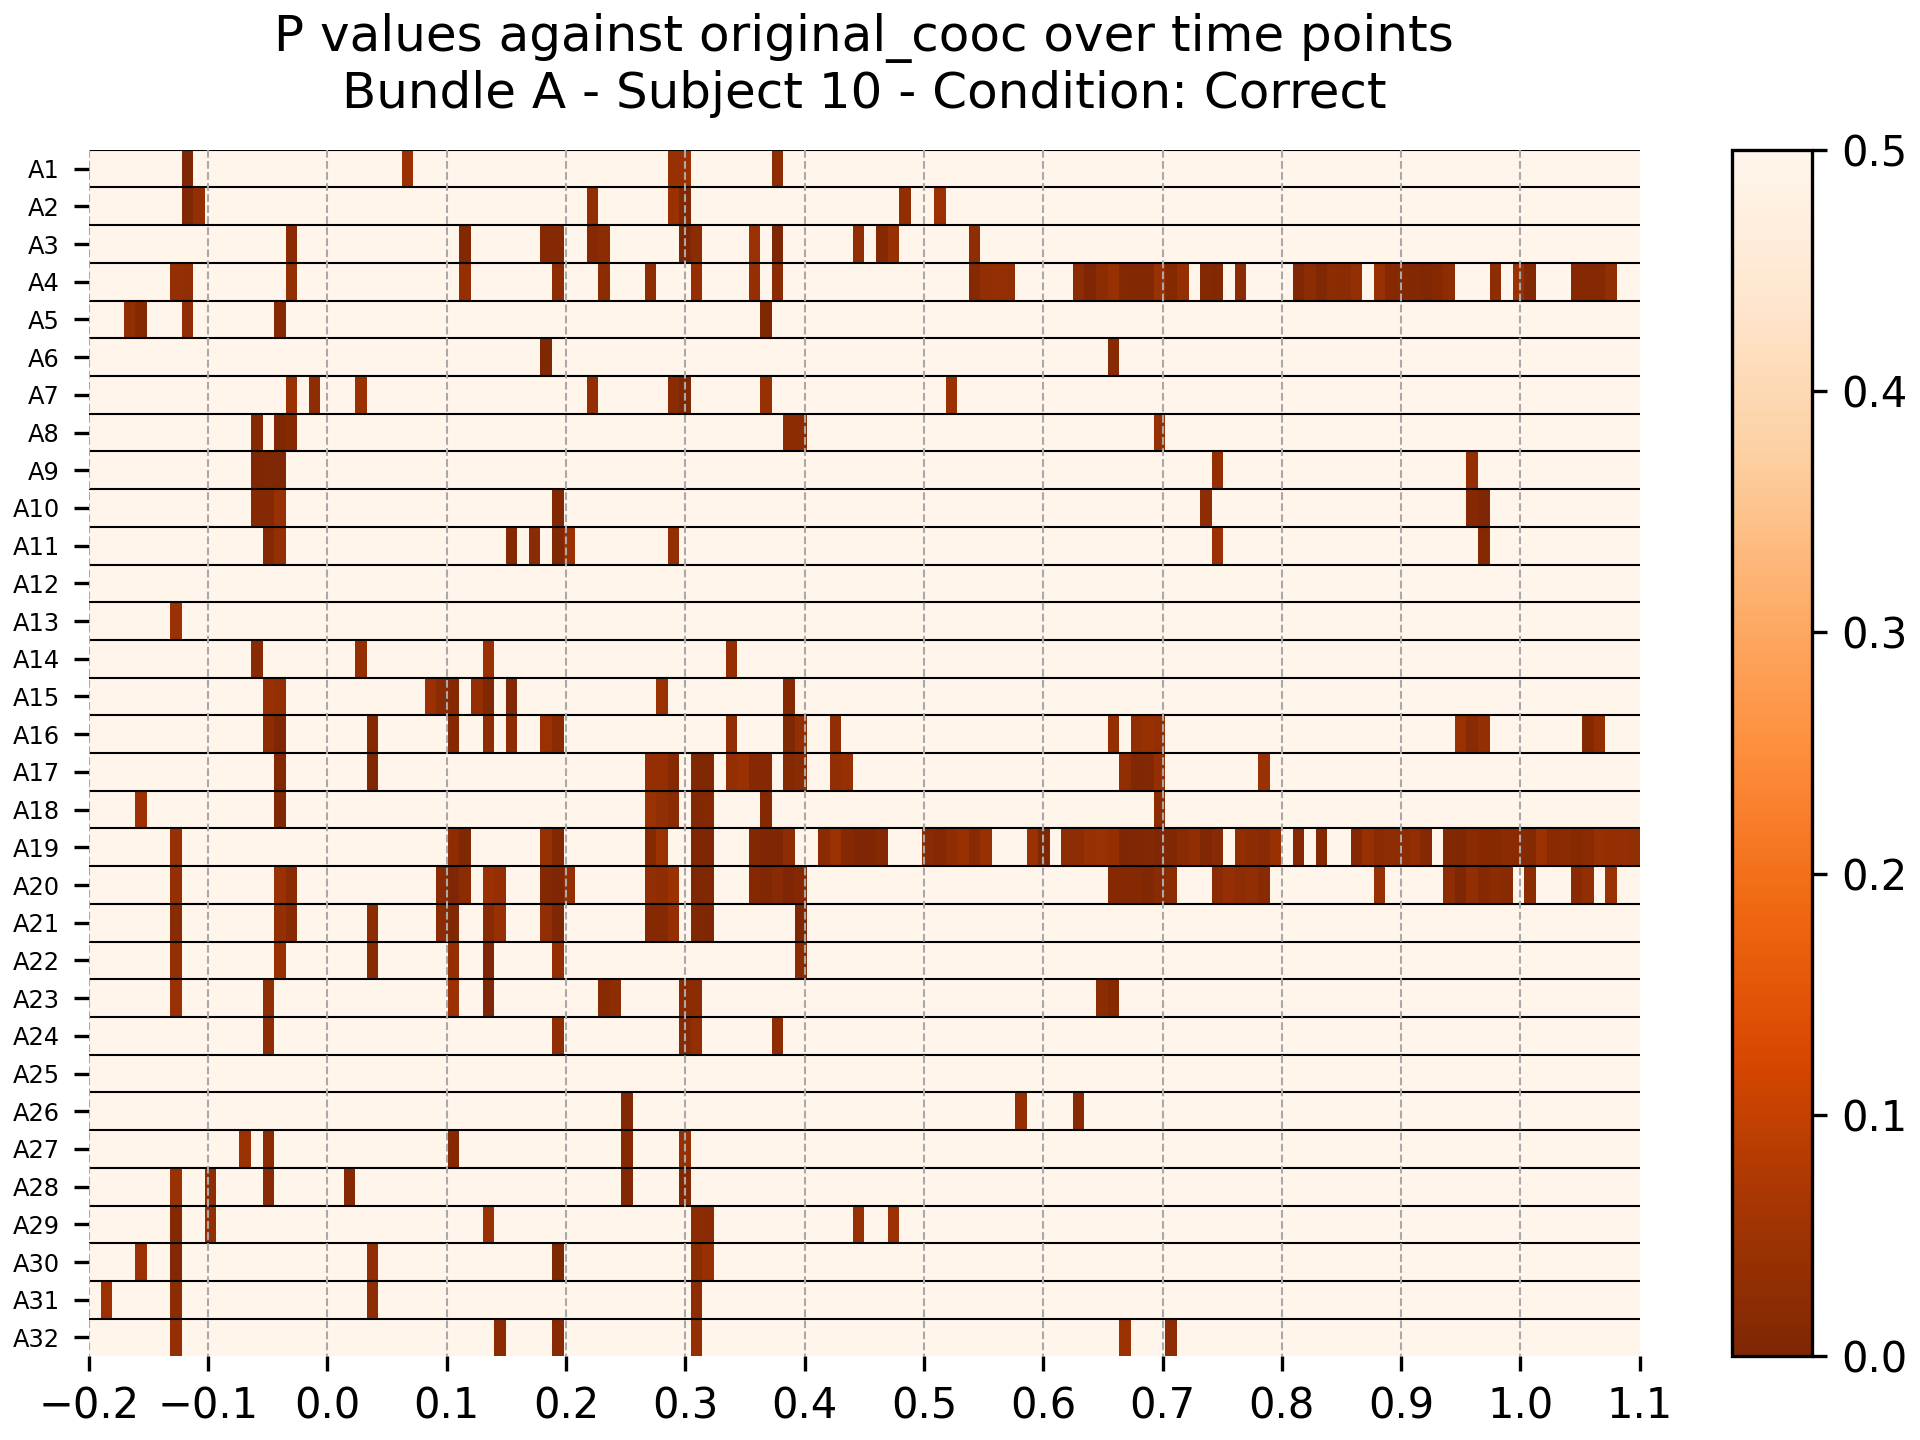 P values against original_cooc over time points
Bundle A - Subject 10 - Condition: Correct
A1
A2
A3
A4
A5
A6
A7
A8
A9
A10
A11
A12
A13
A14
A15
A16
A17
A18
A19
A20
A21
A22
A23
A24
A25
A26
A27
A28
A29
A30
A31
A32
−0.2 −0.1 0.0 0.1 0.2 0.3 0.4 0.5 0.6 0.7 0.8 0.9 1.0 1.1
0.5
0.4
0.3
0.2
0.1
0.0